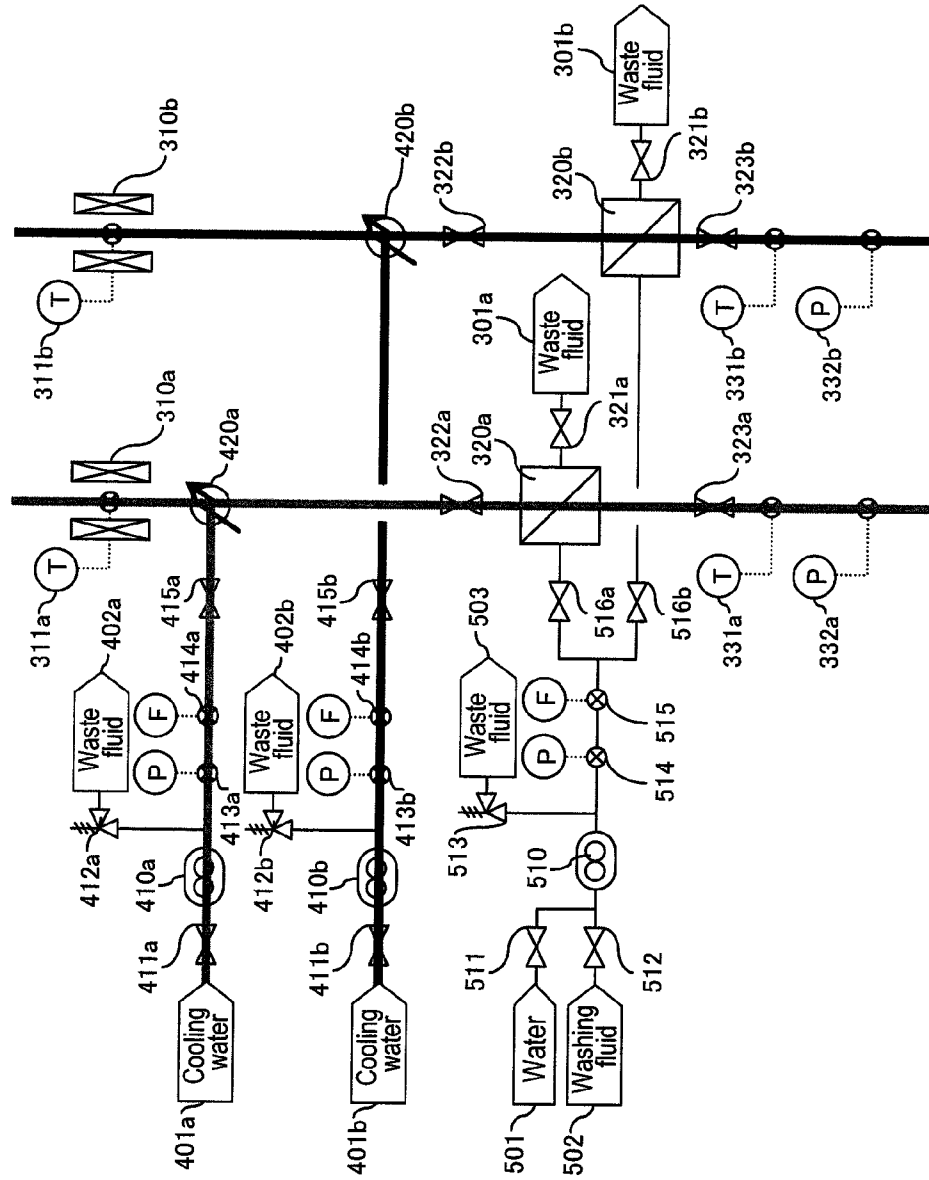 310b
420b
322b
301b
Waste
fluid
321b
320b
323b
T
311b
301a
Waste
fluid
T
331b
P
332b
310a
420a
322a
320a
321a
323a
T
311a
415a
415b
516a
516b
T
331a
P
332a
402a
Waste
fluid
414a
F
P
413a
402b
Waste
fluid
414b
F
P
413b
503
Waste
fluid
F
P
515
514
412a
410a
412b
410b
513
510
411a
411b
511
512
Cooling
water
401a
Cooling
water
401b
Water
501
Washing
fluid
502